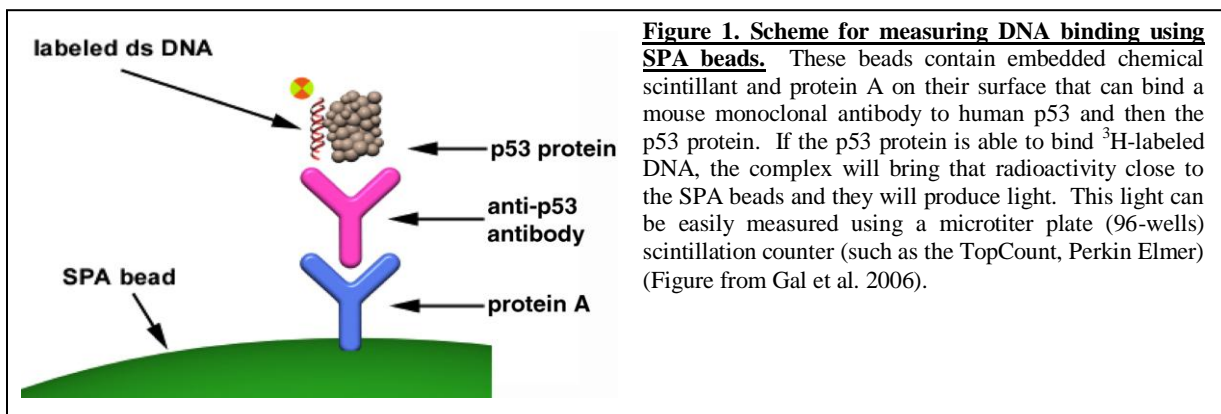 labeled ds DNA
p53 protein
anti-p53
antibody
SPA bead
protein A
Figure 1. Scheme for measuring DNA binding using
SPA beads. These beads contain embedded chemical
scintillant and protein A on their surface that can bind a
mouse monoclonal antibody to human p53 and then the
p53 protein. If the p53 protein is able to bind ³H-labeled
DNA, the complex will bring that radioactivity close to
the SPA beads and they will produce light. This light can
be easily measured using a microtiter plate (96-wells)
scintillation counter (such as the TopCount, Perkin Elmer)
(Figure from Gal et al. 2006).